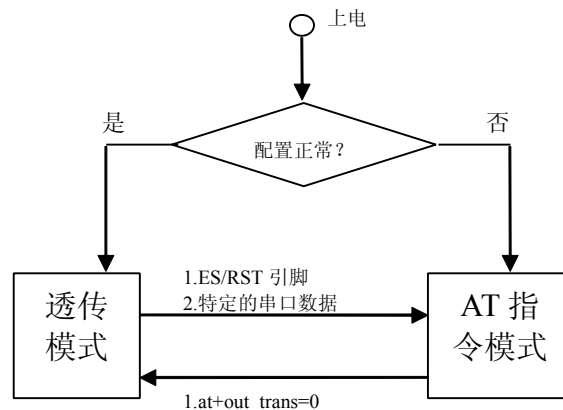 上电
是
否
配置正常？
1.ES/RST 引脚
2.特定的串口数据
透传
模式
AT 指
令模式
1.at+out_trans=0